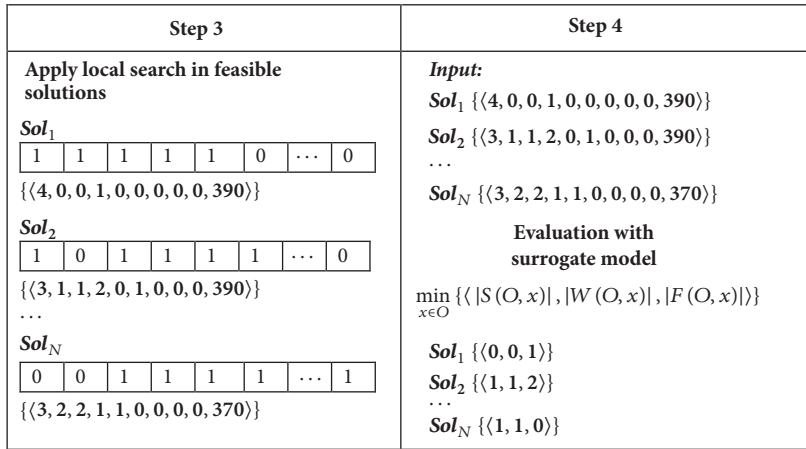 Step 3
Apply local search in feasible
solutions
Sol₁
1 1 1 1 1 0 ⋯ 0
{⟨4, 0, 0, 1, 0, 0, 0, 0, 0, 390⟩}
Sol₂
1 0 1 1 1 1 ⋯ 0
{⟨3, 1, 1, 2, 0, 1, 0, 0, 0, 390⟩}
⋯
Sol_N
0 0 1 1 1 1 ⋯ 1
{⟨3, 2, 2, 1, 1, 0, 0, 0, 0, 370⟩}
Step 4
Input:
Sol₁ {⟨4, 0, 0, 1, 0, 0, 0, 0, 0, 390⟩}
Sol₂ {⟨3, 1, 1, 2, 0, 1, 0, 0, 0, 390⟩}
⋯
Sol_N {⟨3, 2, 2, 1, 1, 0, 0, 0, 0, 370⟩}
Evaluation with
surrogate model
min {⟨ |S (O, x)| , |W (O, x)| , |F (O, x)|⟩}
x∈O
Sol₁ {⟨0, 0, 1⟩}
Sol₂ {⟨1, 1, 2⟩}
⋯
Sol_N {⟨1, 1, 0⟩}